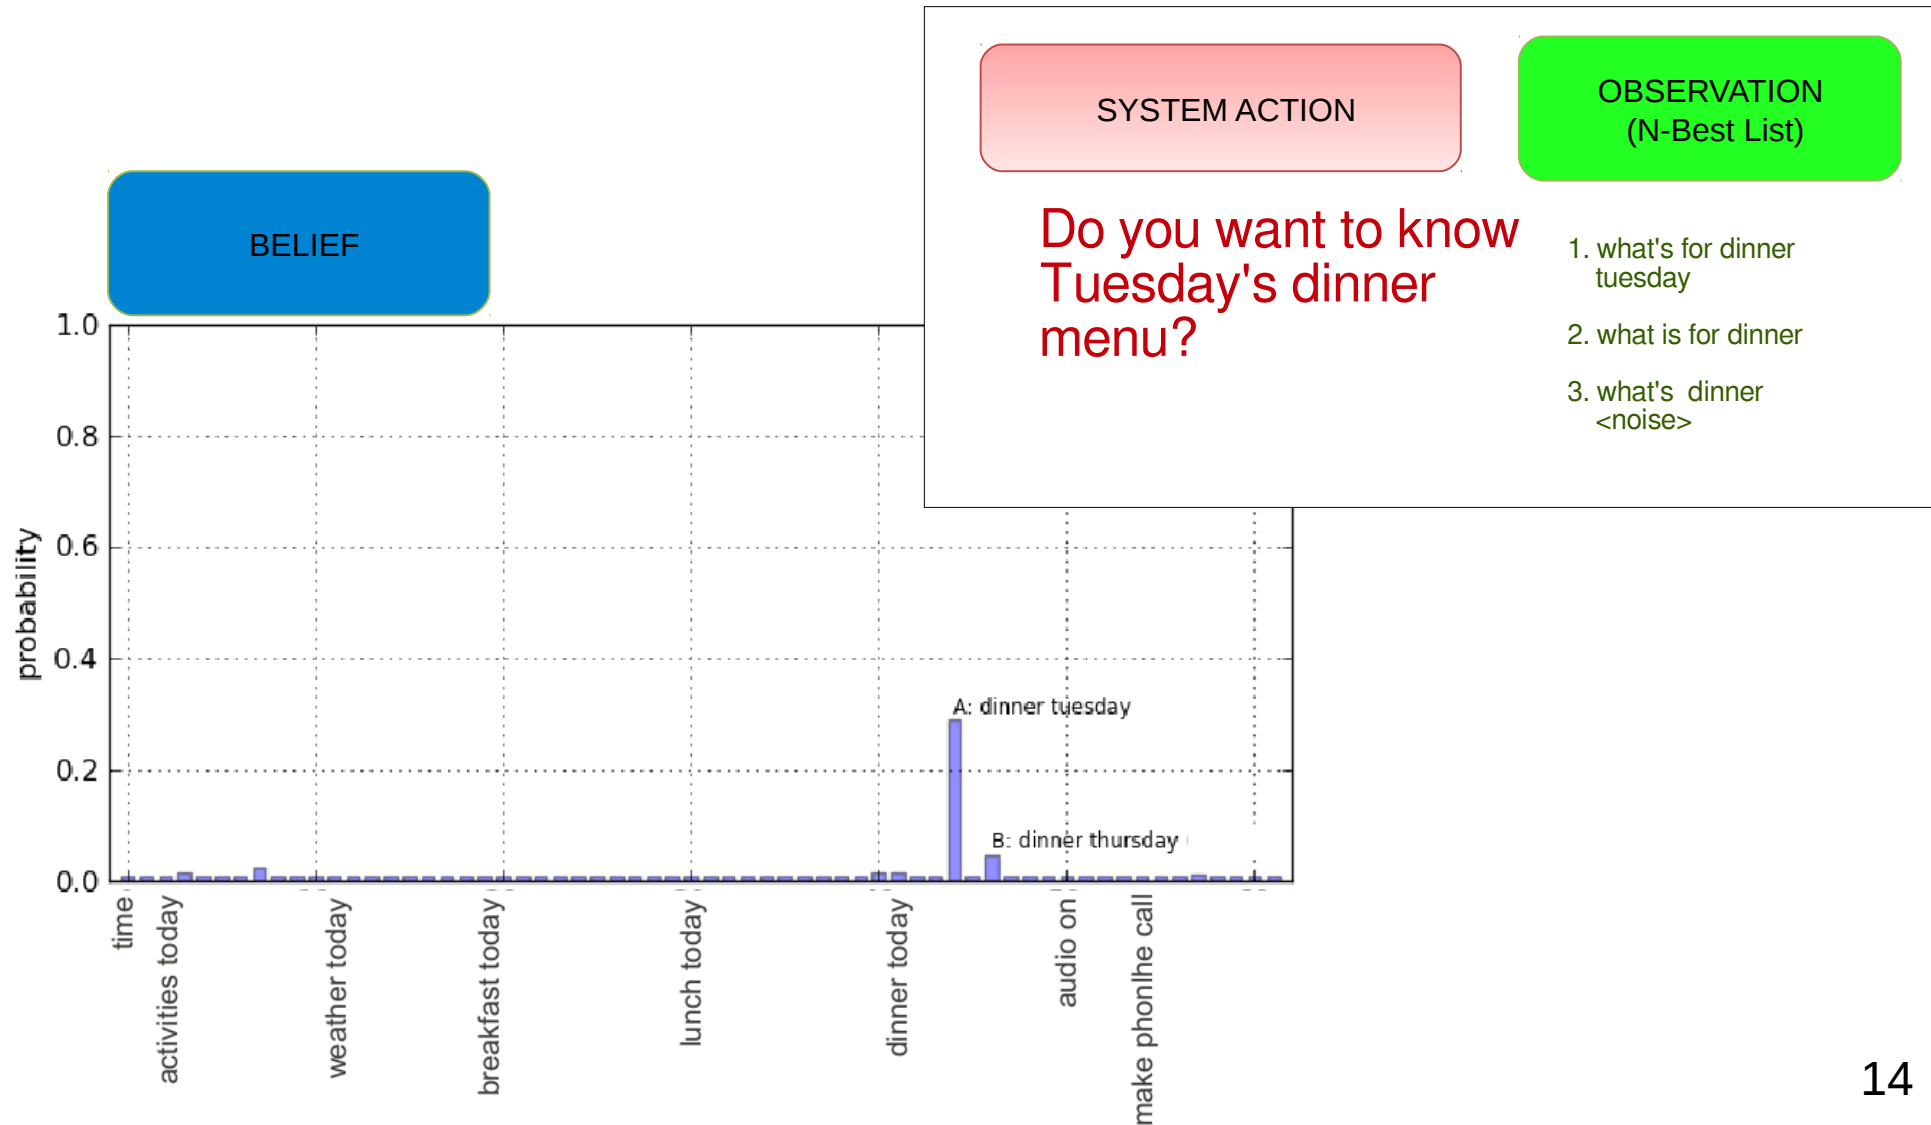 SYSTEM ACTION
OBSERVATION
(N-Best List)
BELIEF
Do you want to know
Tuesday's dinner
menu?
1. what's for dinner
tuesday
2. what is for dinner
3. what's  dinner
<noise>
1.0
0.8
0.6
0.4
0.2
0.0
probability
A: dinner tuesday
B: dinner thursday
time
activities today
weather today
breakfast today
lunch today
dinner today
audio on
make phonlhe call
14